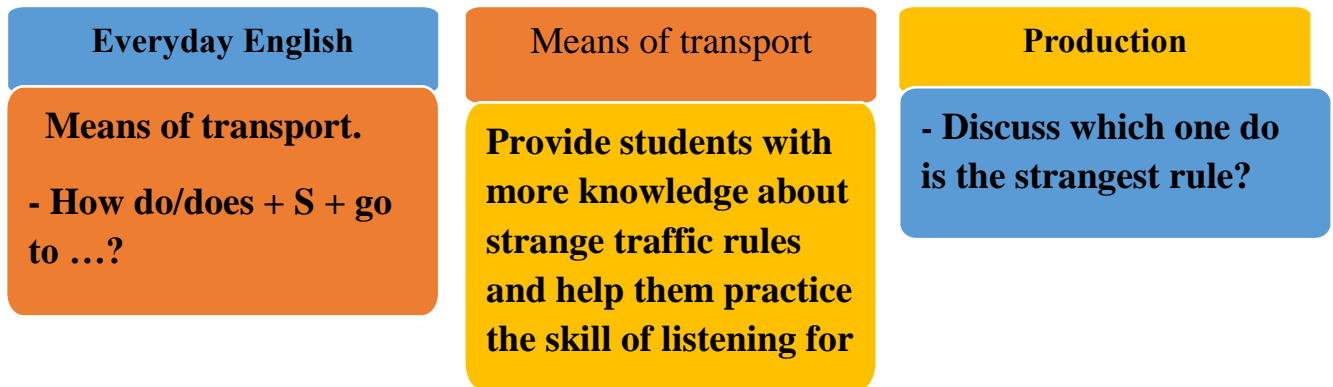 Everyday English
Means of transport.
- How do/does + S + go
to …?
Means of transport
Provide students with
more knowledge about
strange traffic rules
and help them practice
the skill of listening for
Production
- Discuss which one do
is the strangest rule?